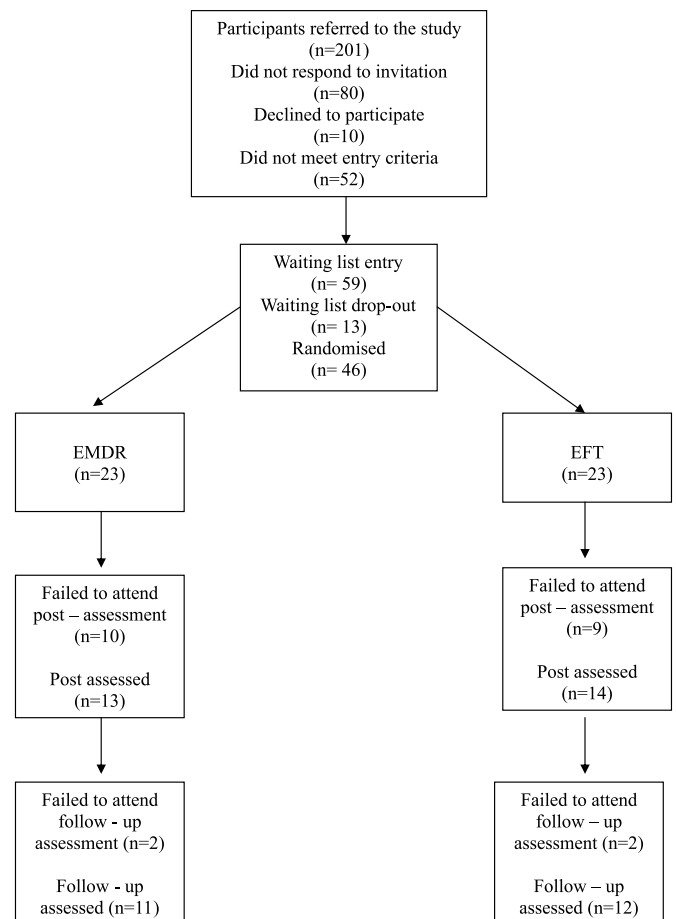 Participants referred to the study
(n=201)
Did not respond to invitation
(n=80)
Declined to participate
(n=10)
Did not meet entry criteria
(n=52)
Waiting list entry
(n= 59)
Waiting list drop-out
(n= 13)
Randomised
(n= 46)
EMDR
(n=23)
EFT
(n=23)
Failed to attend
post – assessment
(n=10)
Post assessed
(n=13)
Failed to attend
post – assessment
(n=9)
Post assessed
(n=14)
Failed to attend
follow - up
assessment (n=2)
Follow - up
assessed (n=11)
Failed to attend
follow – up
assessment (n=2)
Follow – up
assessed (n=12)